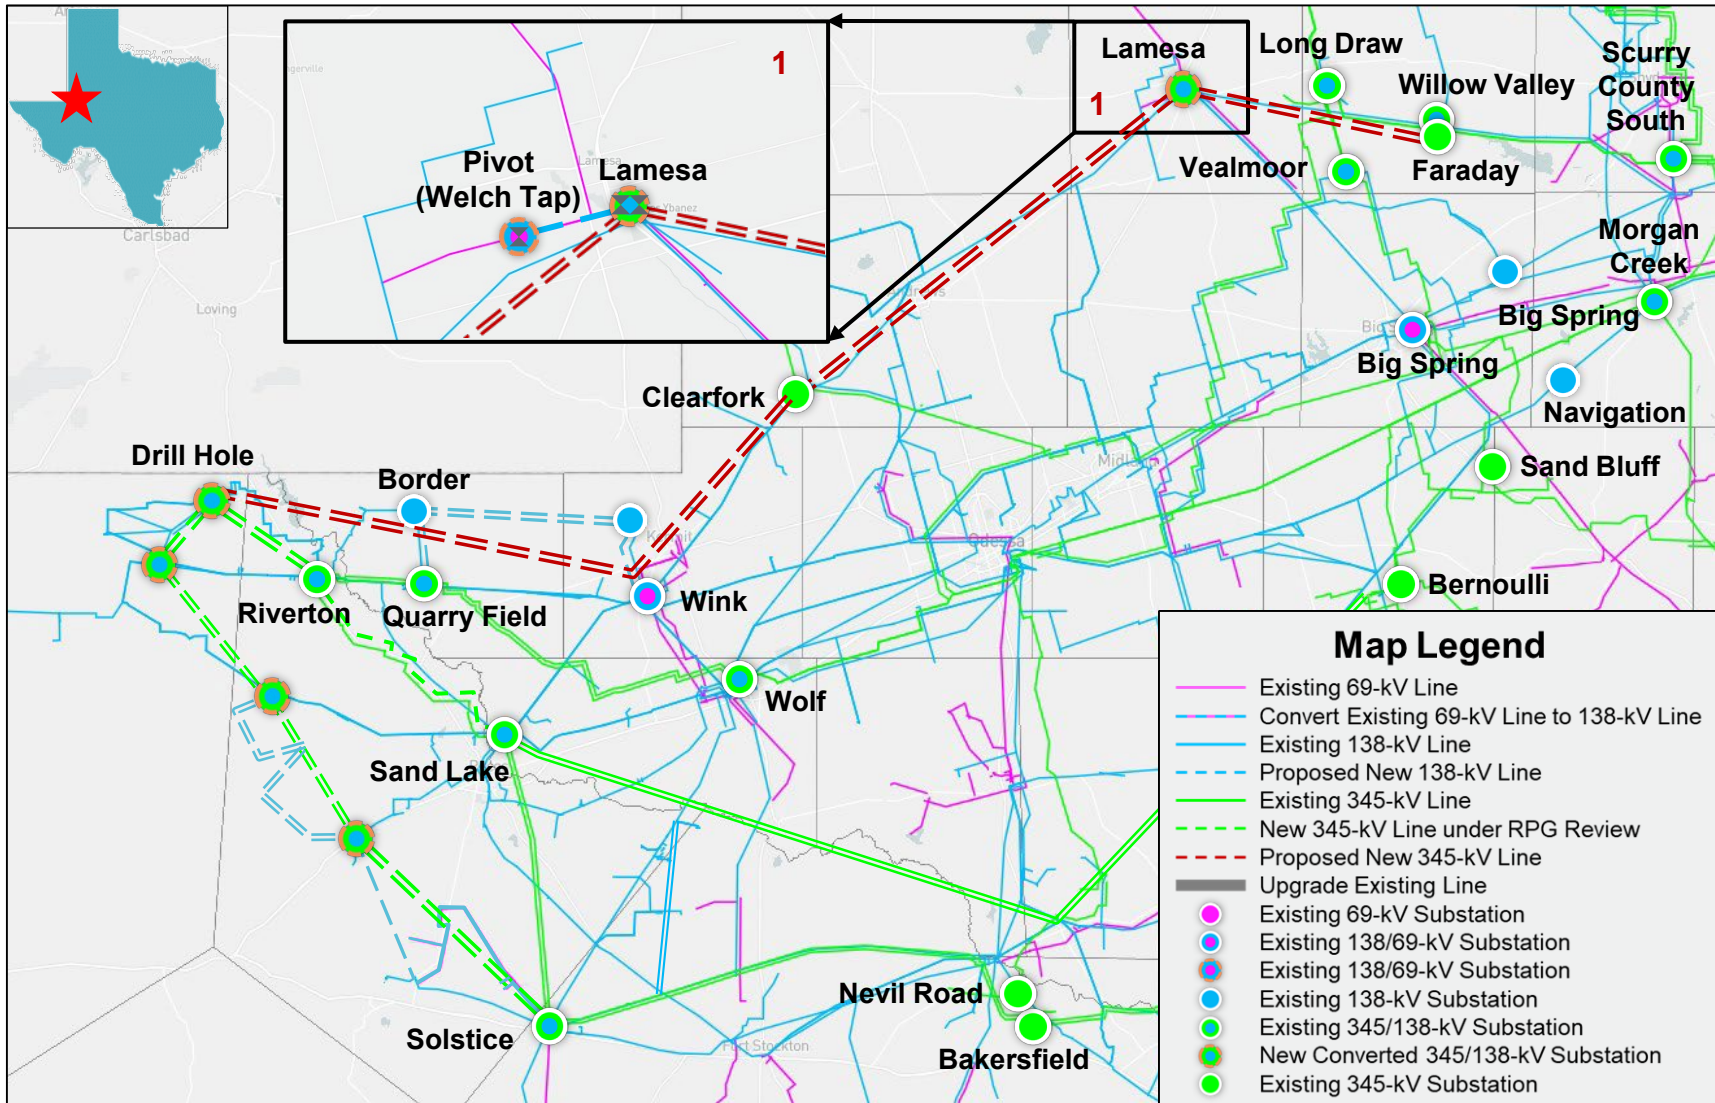 Carlsbad
Loving
1
Pivot
(Welch Tap)
Lamesa
Lamesa
Lamesa
1
Long Draw
Willow Valley
Scurry
County
South
Vealmoor
Faraday
Morgan
Creek
Big Spring
Big Spring
Navigation
Clearfork
Sand Bluff
Midland
Odessa
Drill Hole
Border
Kermit
Riverton
Quarry Field
Wink
Wolf
Sand Lake
Bernoulli
Nevil Road
Solstice
Fort Stockton
Bakersfield
Map Legend
Existing 69-kV Line
Convert Existing 69-kV Line to 138-kV Line
Existing 138-kV Line
Proposed New 138-kV Line
Existing 345-kV Line
New 345-kV Line under RPG Review
Proposed New 345-kV Line
Upgrade Existing Line
Existing 69-kV Substation
Existing 138/69-kV Substation
Existing 138/69-kV Substation
Existing 138-kV Substation
Existing 345/138-kV Substation
New Converted 345/138-kV Substation
Existing 345-kV Substation